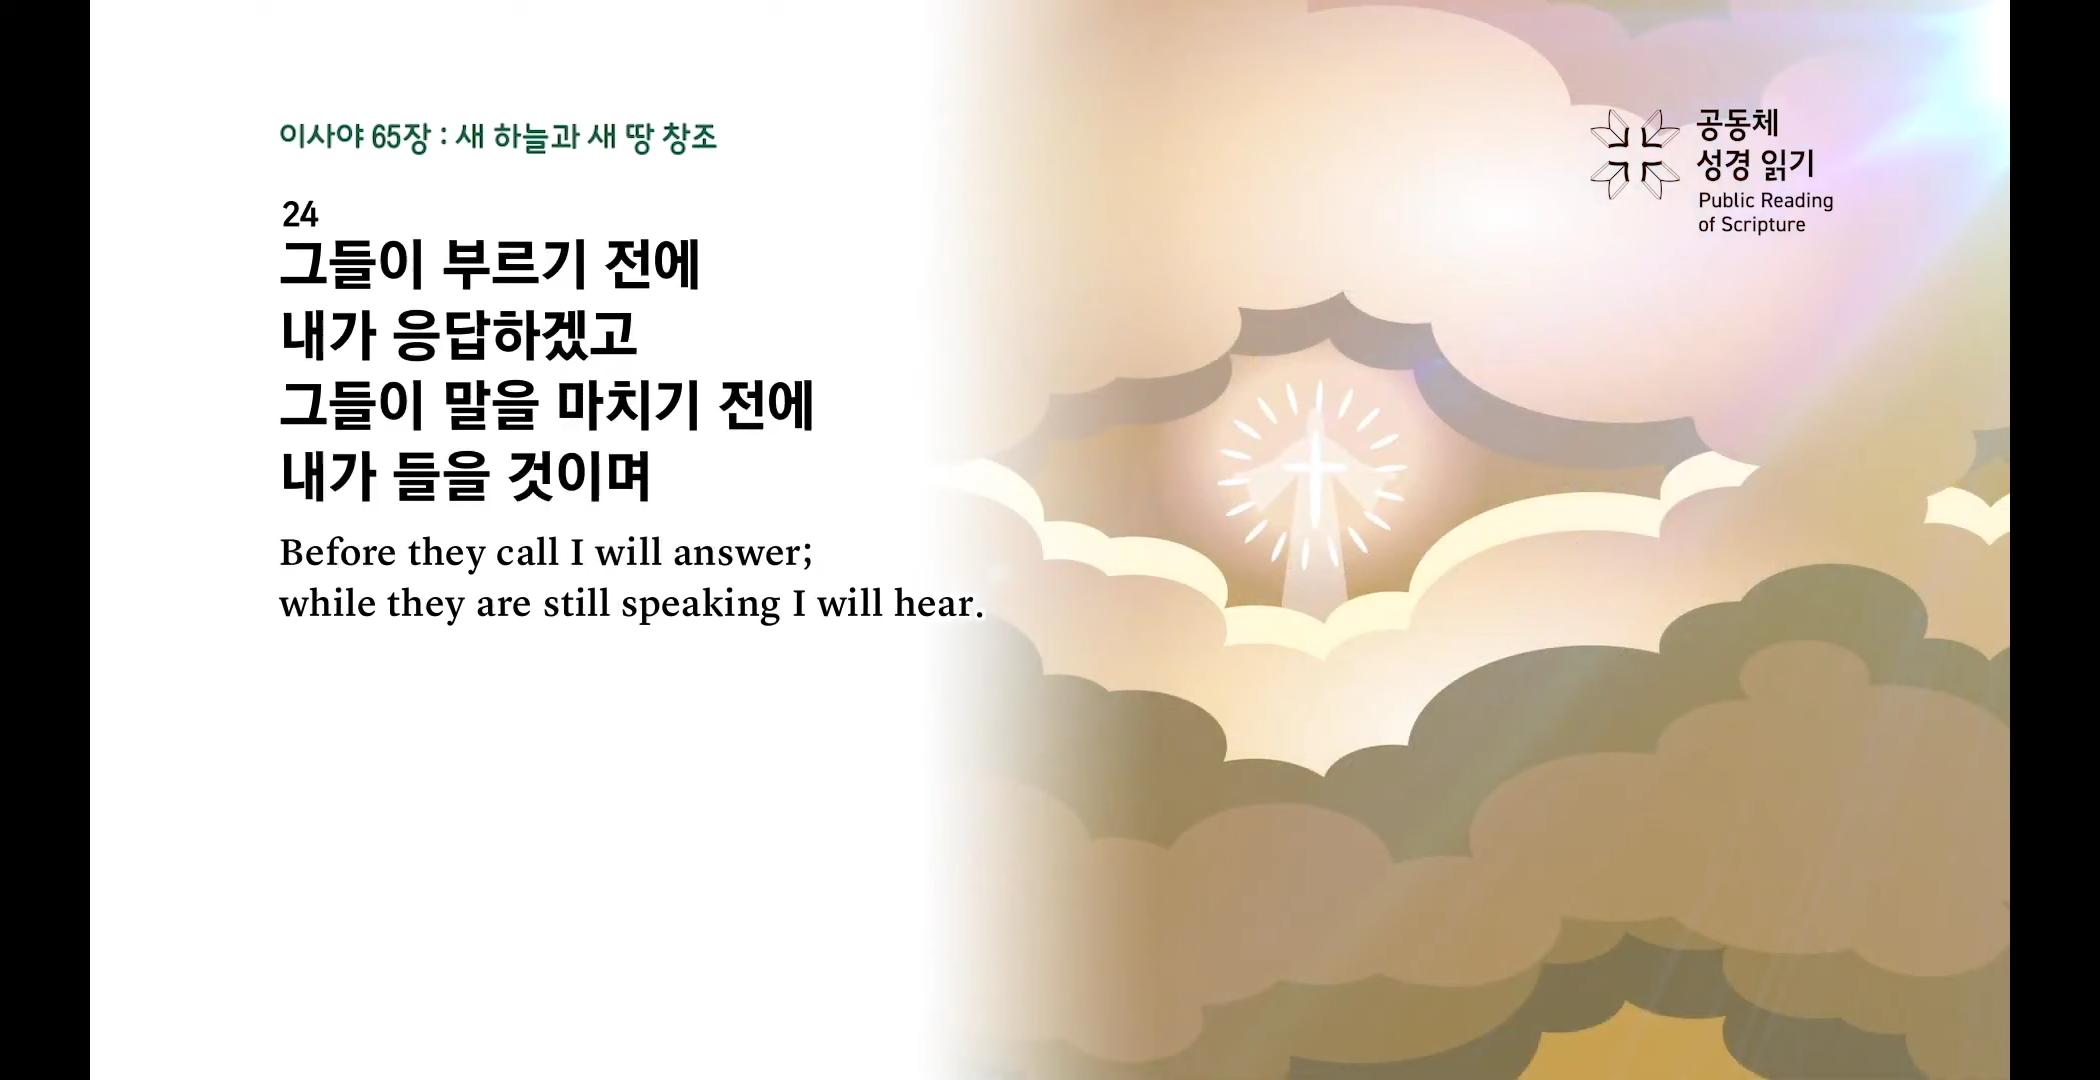 이사야 65장 : 새 하늘과 새 땅 창조
24
그들이 부르기 전에
내가 응답하겠고
그들이 말을 마치기 전에
내가 들을 것이며
Before they call I will answer;
while they are still speaking I will hear.
공동체
성경 읽기
Public Reading
of Scripture